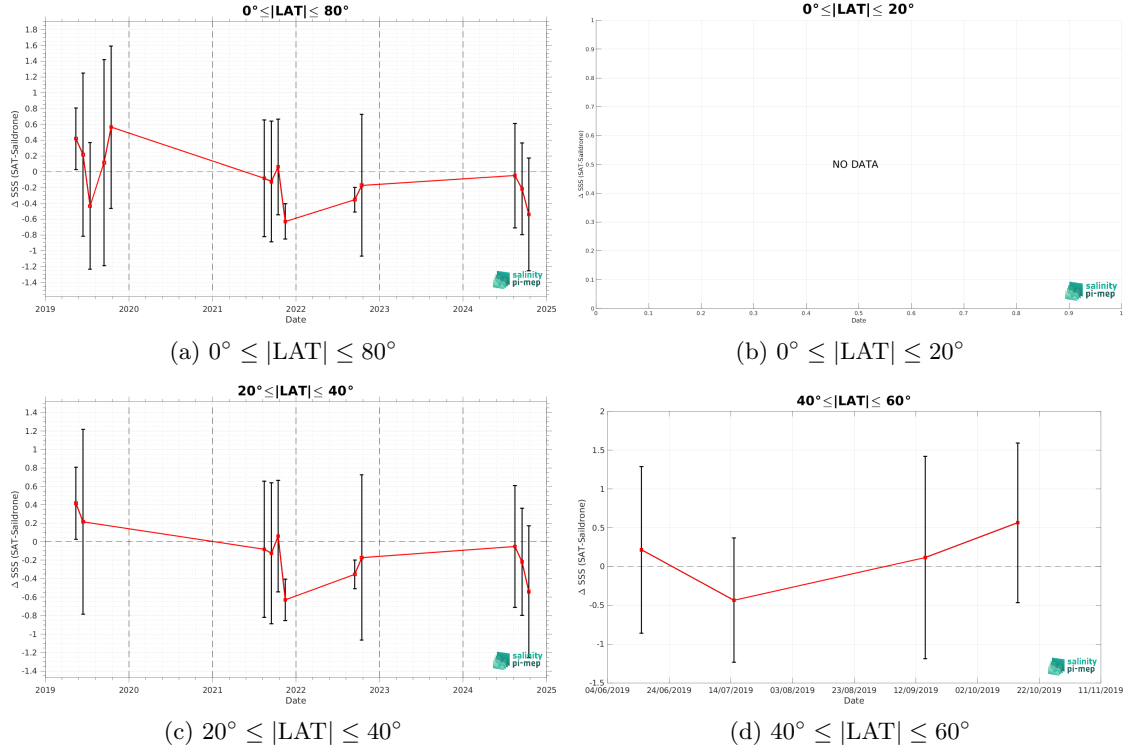 0°≤|LAT|≤ 80°
1.8
1.6
1.4
1.2
1
0.8
0.6
0.4
0.2
0
-0.2
-0.4
-0.6
-0.8
-1
-1.2
-1.4
Δ SSS (SAT-Saildrone)
2019 2020 2021 2022 2023 2024 2025
Date
salinity
pi-mep
(a) 0° ≤ |LAT| ≤ 80°
0°≤|LAT|≤ 20°
1
0.9
0.8
0.7
0.6
0.5
0.4
0.3
0.2
0.1
0
Δ SSS (SAT-Saildrone)
NO DATA
0 0.1 0.2 0.3 0.4 0.5 0.6 0.7 0.8 0.9 1
Date
salinity
pi-mep
(b) 0° ≤ |LAT| ≤ 20°
20°≤|LAT|≤ 40°
1.4
1.2
1
0.8
0.6
0.4
0.2
0
-0.2
-0.4
-0.6
-0.8
-1
-1.2
-1.4
Δ SSS (SAT-Saildrone)
2019 2020 2021 2022 2023 2024 2025
Date
salinity
pi-mep
(c) 20° ≤ |LAT| ≤ 40°
40°≤|LAT|≤ 60°
2
1.5
1
0.5
0
-0.5
-1
-1.5
Δ SSS (SAT-Saildrone)
04/06/2019 24/06/2019 14/07/2019 03/08/2019 23/08/2019 12/09/2019 02/10/2019 22/10/2019 11/11/2019
Date
salinity
pi-mep
(d) 40° ≤ |LAT| ≤ 60°